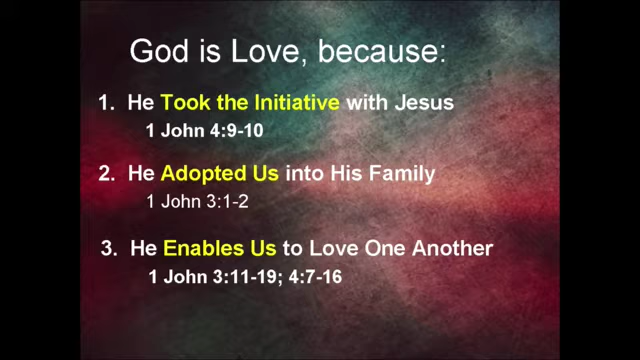 God is Love, because:
1. He Took the Initiative with Jesus
1 John 4:9-10
2. He Adopted Us into His Family
1 John 3:1-2
3. He Enables Us to Love One Another
1 John 3:11-19; 4:7-16